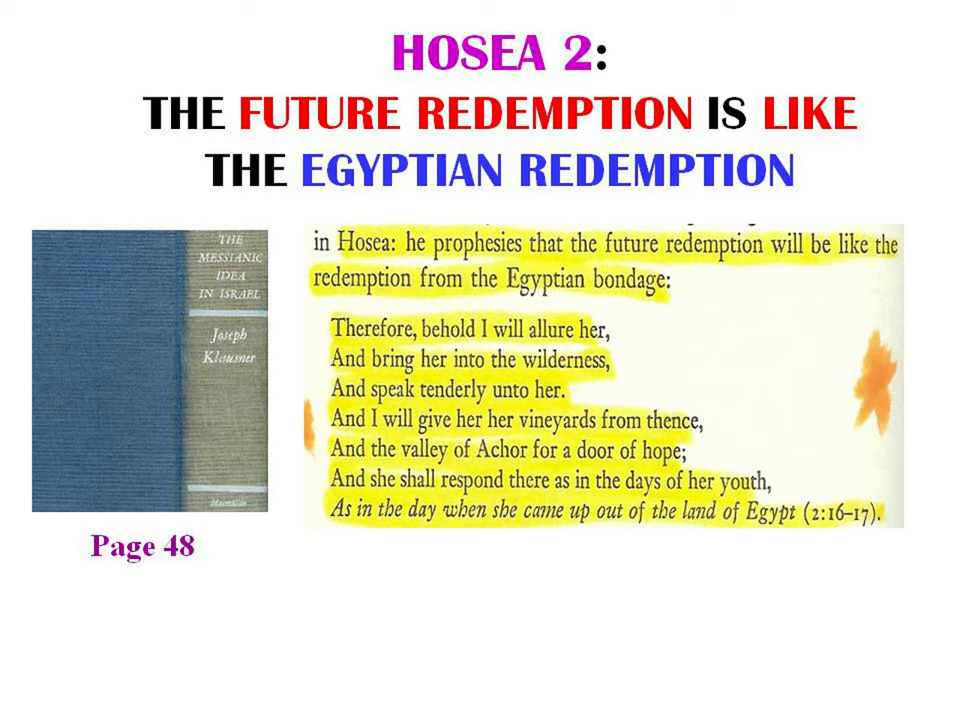 HOSEA 2:
THE FUTURE REDEMPTION IS LIKE
THE EGYPTIAN REDEMPTION
THE
MESSIANIC
IDEA
IN ISRAEL
Joseph
Klausner
Macmillan
Page 48
in Hosea: he prophesies that the future redemption will be like the
redemption from the Egyptian bondage:
Therefore, behold I will allure her,
And bring her into the wilderness,
And speak tenderly unto her.
And I will give her her vineyards from thence,
And the valley of Achor for a door of hope;
And she shall respond there as in the days of her youth,
As in the day when she came up out of the land of Egypt (2:16–17).